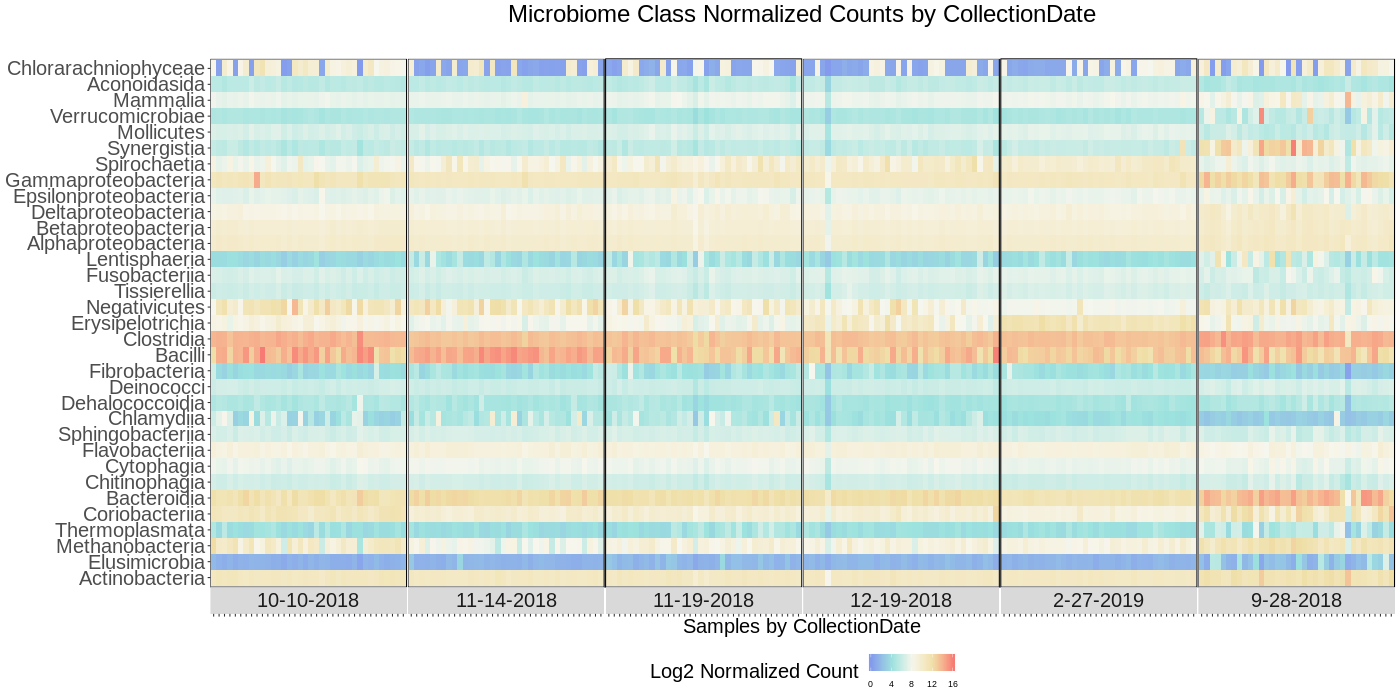 Microbiome Class Normalized Counts by CollectionDate
Chlorarachniophyceae
Aconoidasida
Mammalia
Verrucomicrobiae
Mollicutes
Synergistia
Spirochaetia
Gammaproteobacteria
Epsilonproteobacteria
Deltaproteobacteria
Betaproteobacteria
Alphaproteobacteria
Lentisphaeria
Fusobacteriia
Tissierellia
Negativicutes
Erysipelotrichia
Clostridia
Bacilli
Fibrobacteria
Deinococci
Dehalococcoidia
Chlamydiia
Sphingobacteriia
Flavobacteriia
Cytophagia
Chitinophagia
Bacteroidia
Coriobacteriia
Thermoplasmata
Methanobacteria
Elusimicrobia
Actinobacteria
10-10-2018 11-14-2018 11-19-2018 12-19-2018 2-27-2019 9-28-2018
Samples by CollectionDate
Log2 Normalized Count
0 4 8 12 16